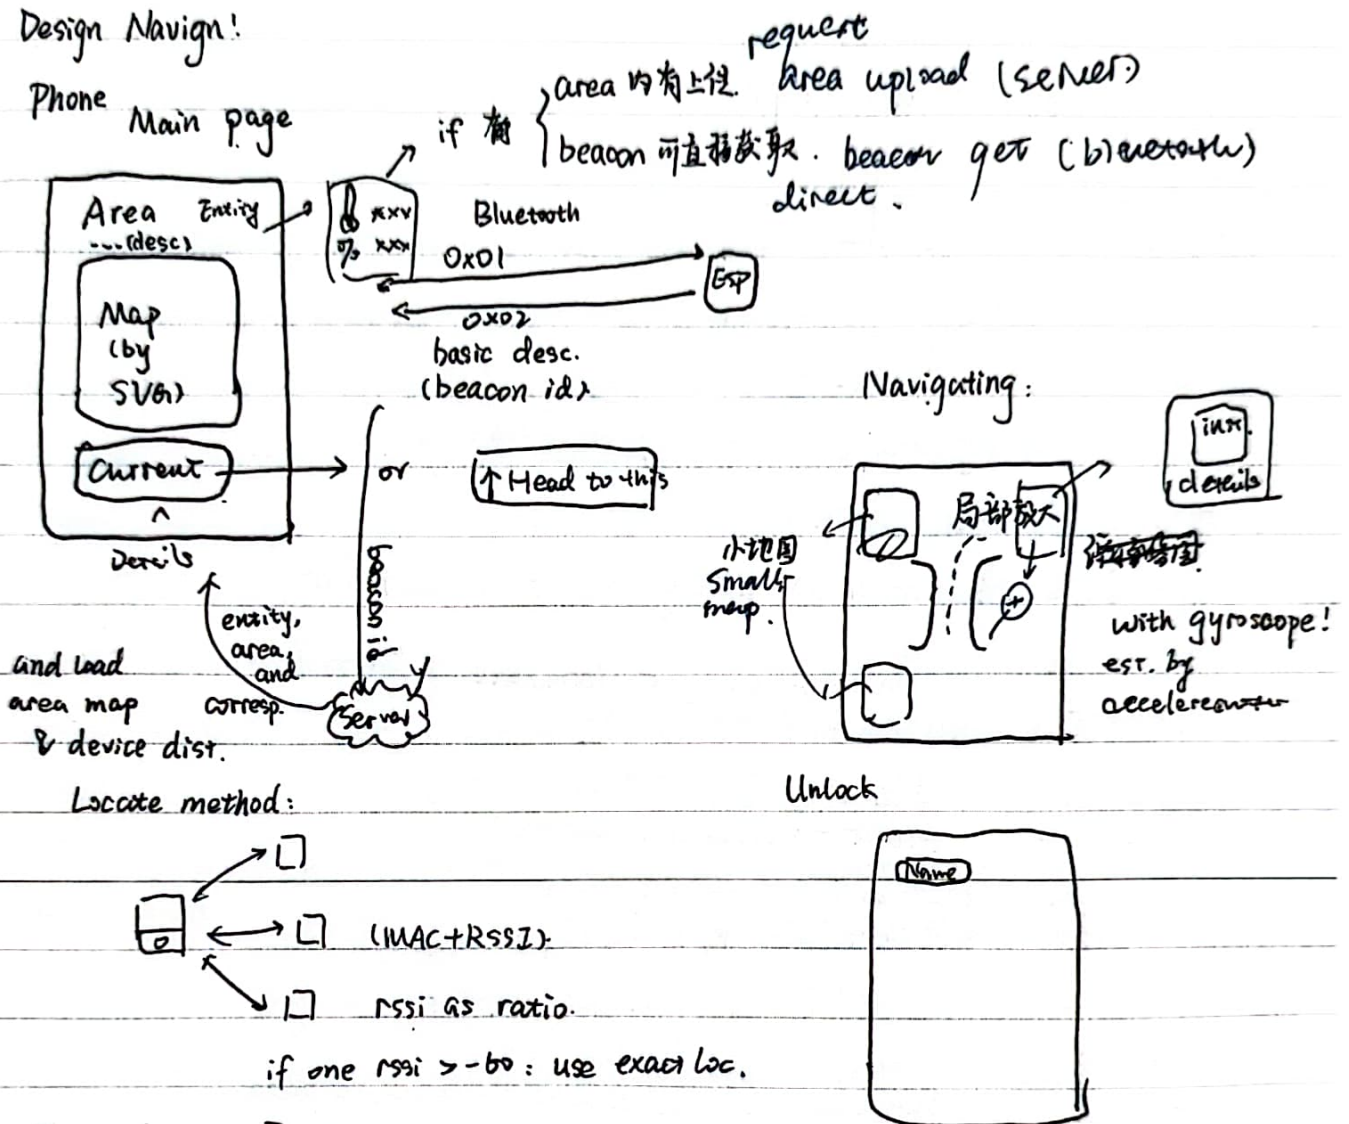 Design Navign!
Phone
Main page
request
if 有
area 内有上传. area upload (server)
beacon 可直接获取. beacon get (bluetooth)
direct.
Area Entity
....(desc)
Map
(by
SVG)
Current
Details
xxx
% xxx
Bluetooth
0x01
ESP
0x02
basic desc.
(beacon id)
or
↑ Head to this
beacon id
entity,
area,
and
corresp.
Server
and load
area map
& device dist.
Navigating:
局部放大
details
小地图
Small
map.
with gyroscope!
est. by
Locate method:
(MAC+RSSI).
rssi as ratio.
if one rssi >-60: use exact loc.
Unlock
Name